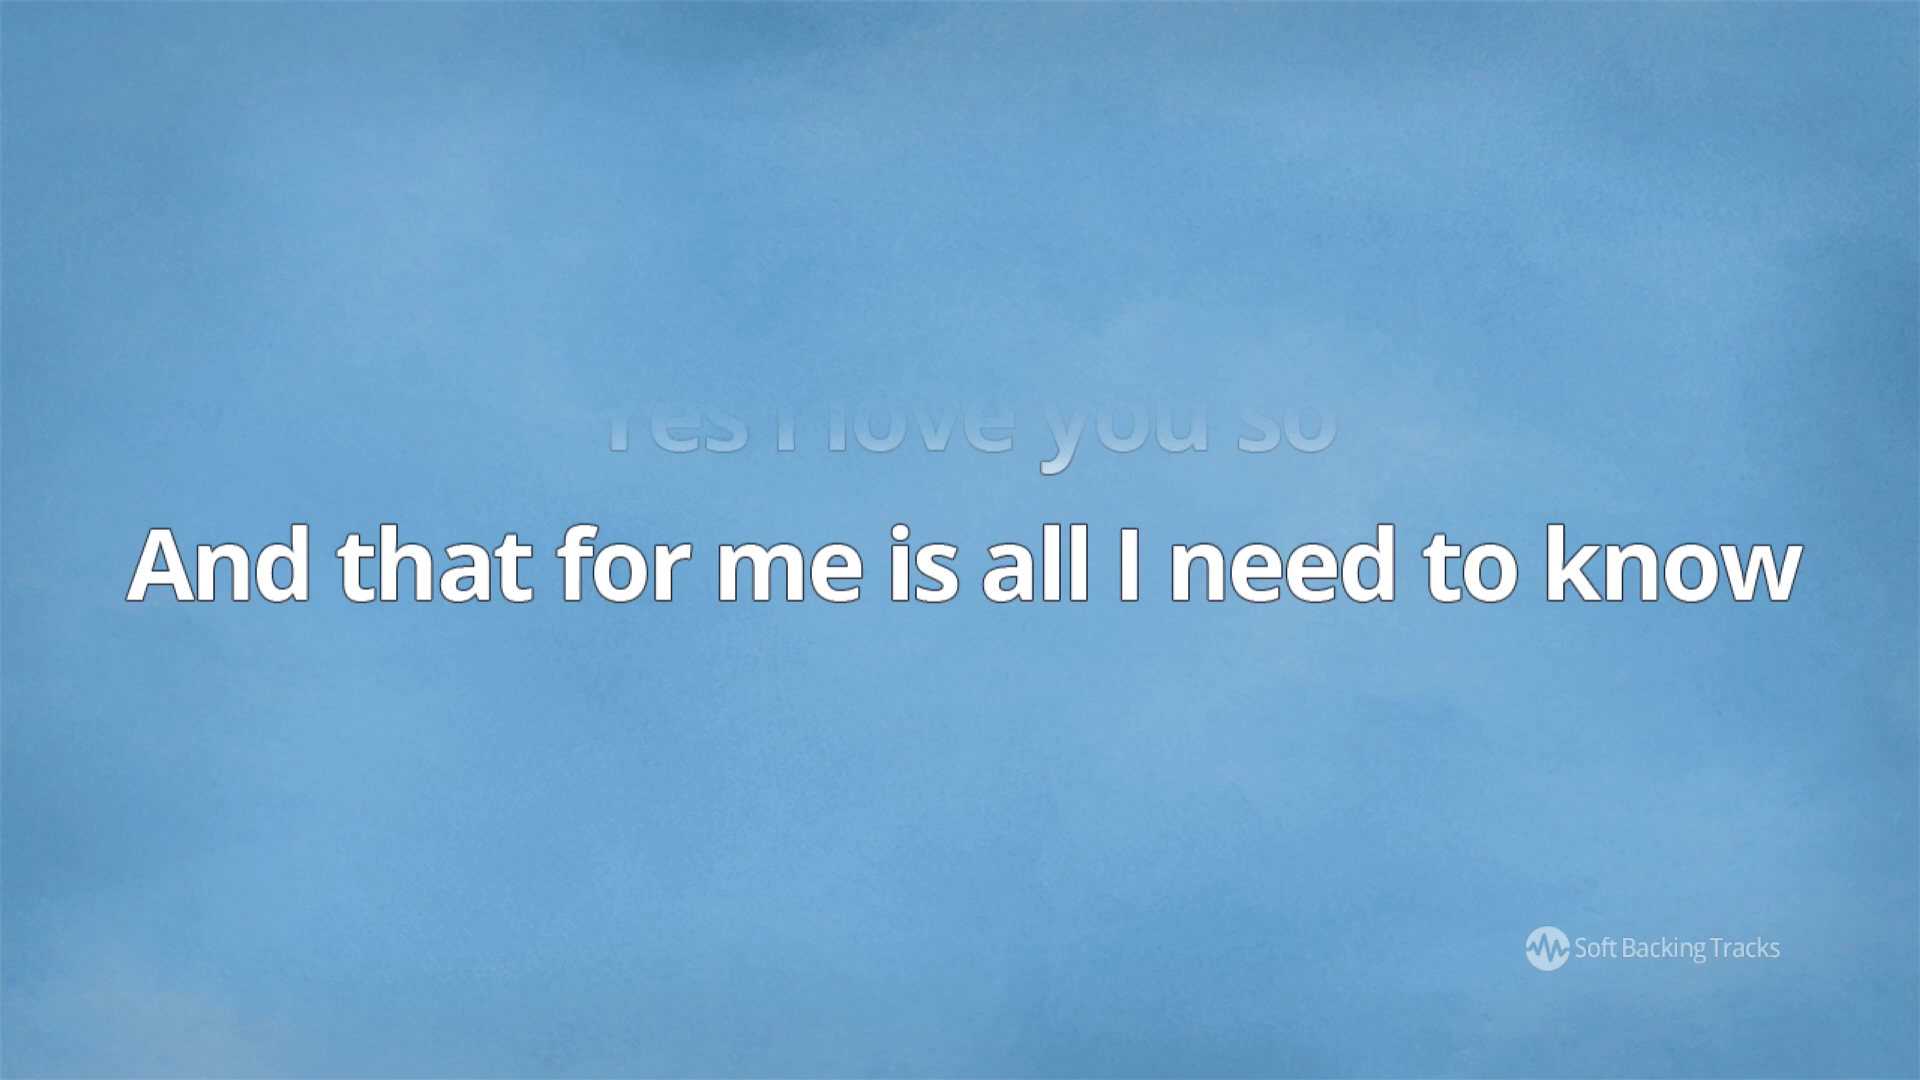 Yes I love you so
And that for me is all I need to know
Soft Backing Tracks